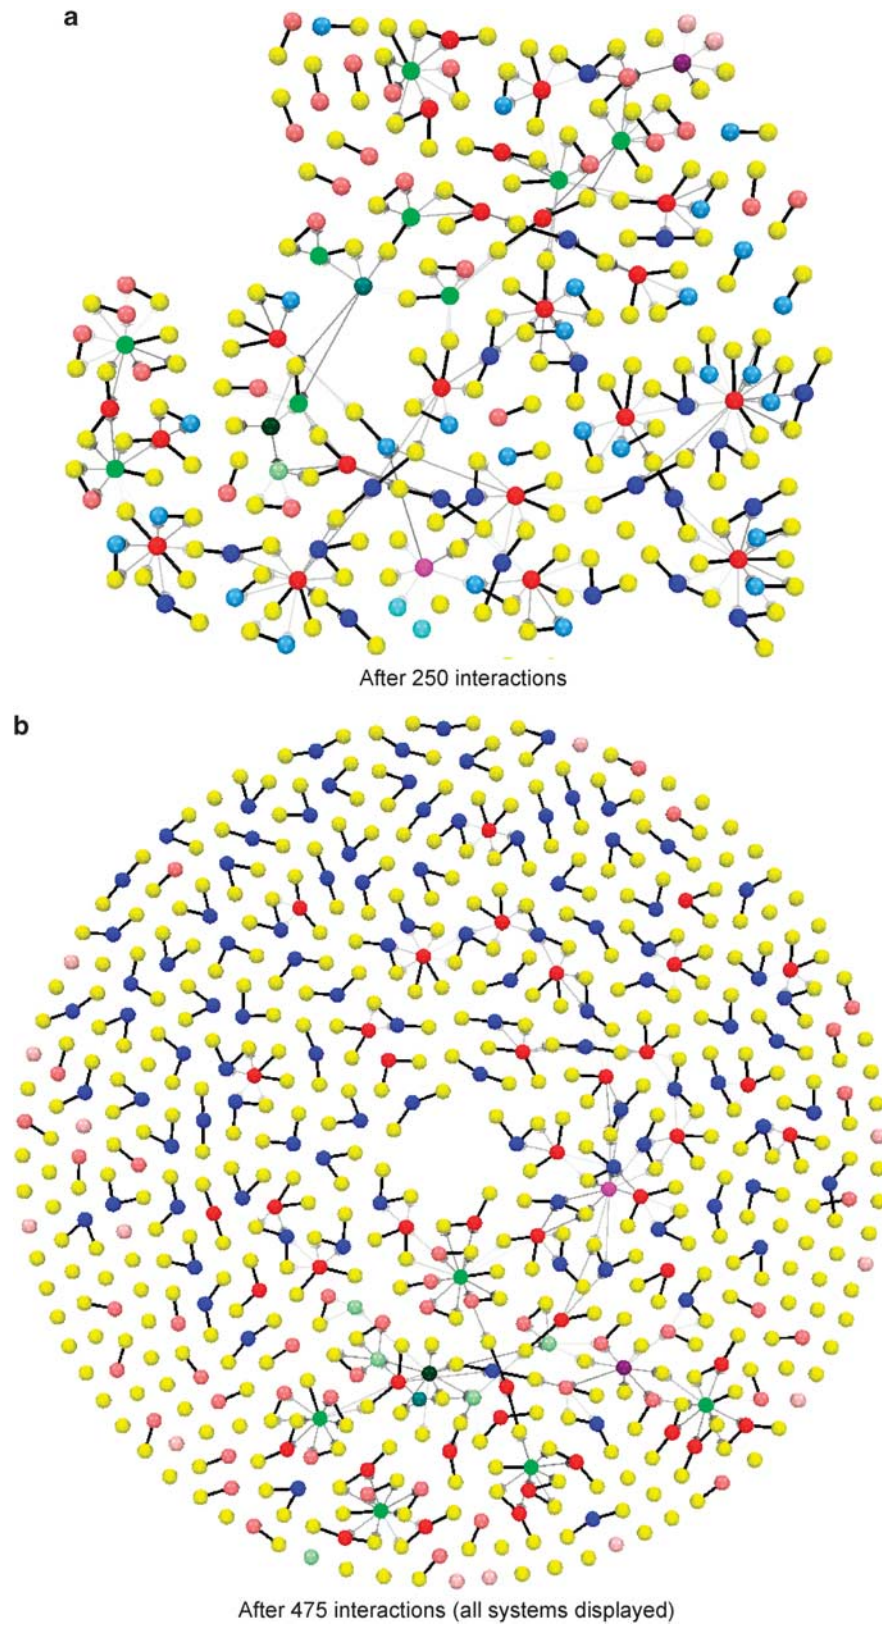 a
After 250 interactions
b
After 475 interactions (all systems displayed)